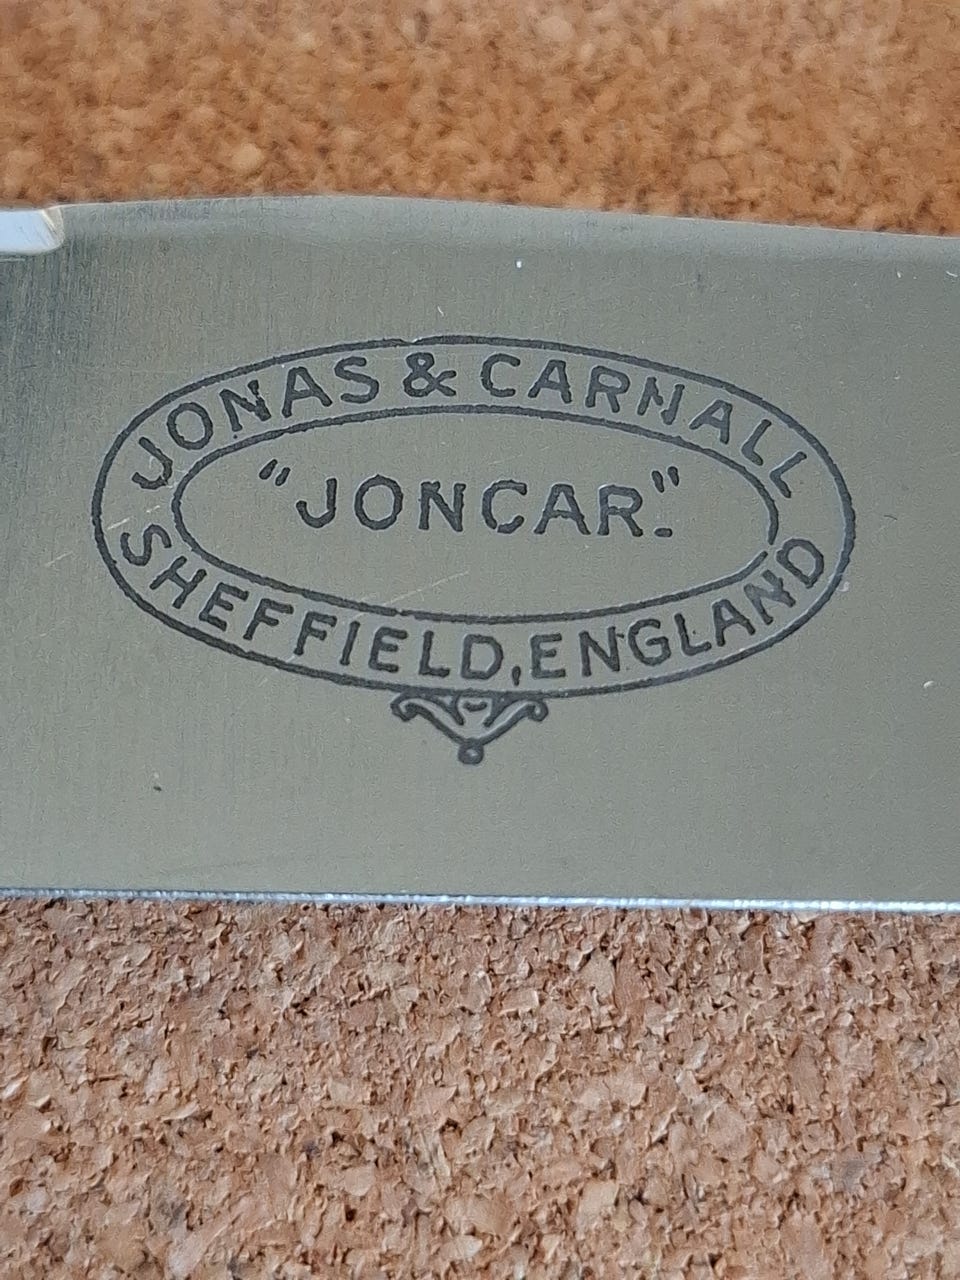 JONAS & CARNALL
"JONCAR."
SHEFFIELD, ENGLAND